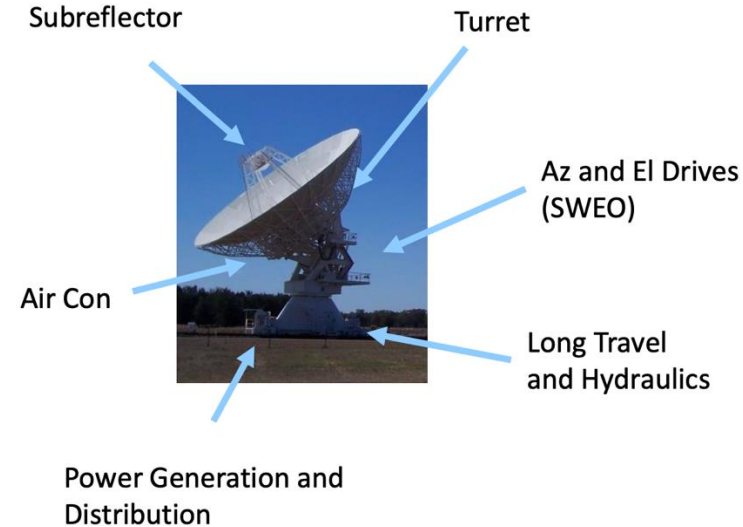 Subreflector
Turret
Az and El Drives
(SWEO)
Air Con
Long Travel
and Hydraulics
Power Generation and
Distribution